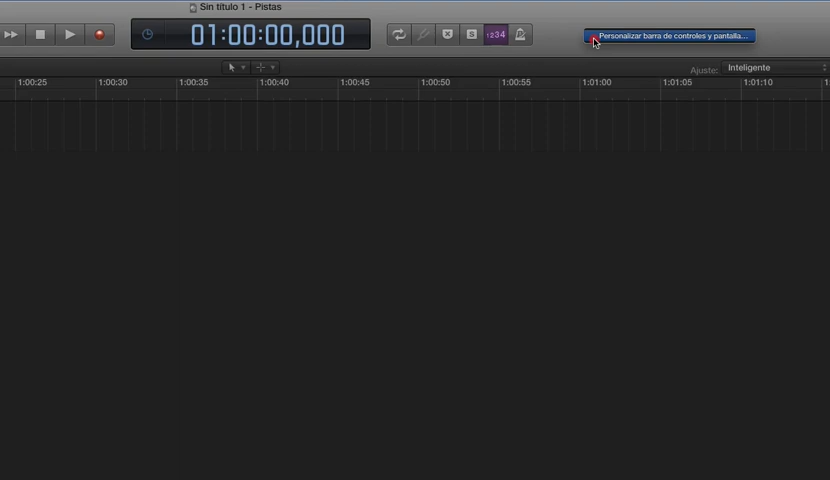 Sin título 1 - Pistas
01:00:00,000
S
1234
Personalizar barra de controles y pantalla...
Ajuste: Inteligente
1:00:25 1:00:30 1:00:35 1:00:40 1:00:45 1:00:50 1:00:55 1:01:00 1:01:05 1:01:10